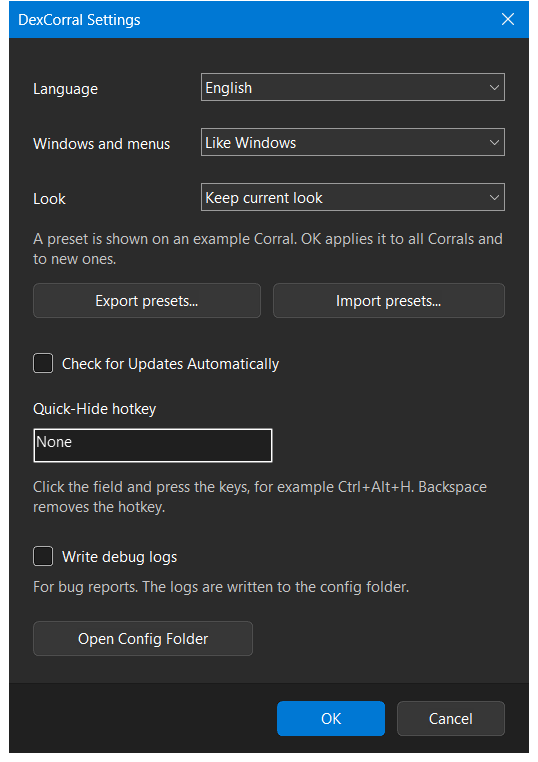 DexCorral Settings
Language
English
Windows and menus
Like Windows
Look
Keep current look
A preset is shown on an example Corral. OK applies it to all Corrals and
to new ones.
Export presets...
Import presets...
Check for Updates Automatically
Quick-Hide hotkey
None
Click the field and press the keys, for example Ctrl+Alt+H. Backspace
removes the hotkey.
Write debug logs
For bug reports. The logs are written to the config folder.
Open Config Folder
OK
Cancel